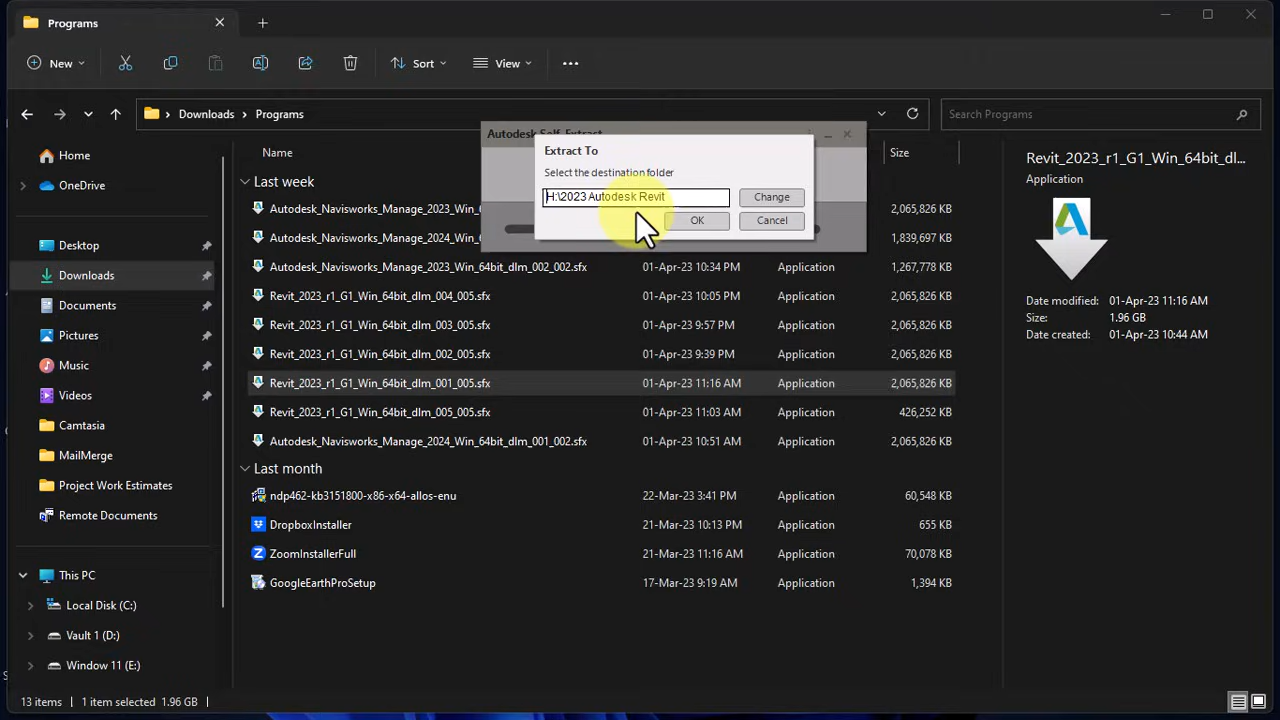 Programs
New
Sort
View
Downloads
Programs
Search Programs
Home
OneDrive
Desktop
Downloads
Documents
Pictures
Music
Videos
Camtasia
MailMerge
Project Work Estimates
Remote Documents
This PC
Local Disk (C:)
Vault 1 (D:)
Window 11 (E:)
Name
Size
Last week
Autodesk_Navisworks_Manage_2023_Win_
2,065,826 KB
Autodesk_Navisworks_Manage_2023_Win_6
1,839,697 KB
Autodesk_Navisworks_Manage_2023_Win_64bit_dlm_002_002.sfx
01-Apr-23 10:34 PM
Application
1,267,778 KB
Revit_2023_r1_G1_Win_64bit_dlm_004_005.sfx
01-Apr-23 10:05 PM
Application
2,065,826 KB
Revit_2023_r1_G1_Win_64bit_dlm_003_005.sfx
01-Apr-23 9:57 PM
Application
2,065,826 KB
Revit_2023_r1_G1_Win_64bit_dlm_002_005.sfx
01-Apr-23 9:39 PM
Application
2,065,826 KB
Revit_2023_r1_G1_Win_64bit_dlm_001_005.sfx
01-Apr-23 11:16 AM
Application
2,065,826 KB
Revit_2023_r1_G1_Win_64bit_dlm_005_005.sfx
01-Apr-23 11:03 AM
Application
426,252 KB
Autodesk_Navisworks_Manage_2024_Win_64bit_dlm_001_002.sfx
01-Apr-23 10:51 AM
Application
2,065,826 KB
Last month
ndp462-kb3151800-x86-x64-allos-enu
22-Mar-23 3:41 PM
Application
60,548 KB
DropboxInstaller
21-Mar-23 10:13 PM
Application
655 KB
ZoomInstallerFull
21-Mar-23 11:16 AM
Application
70,078 KB
GoogleEarthProSetup
17-Mar-23 9:19 AM
Application
1,394 KB
Autodesk Self-Extract
Extract To
Select the destination folder
H:\2023 Autodesk Revit
Change
OK
Cancel
Revit_2023_r1_G1_Win_64bit_dl...
Application
Date modified: 01-Apr-23 11:16 AM
Size: 1.96 GB
Date created: 01-Apr-23 10:44 AM
13 items
1 item selected 1.96 GB